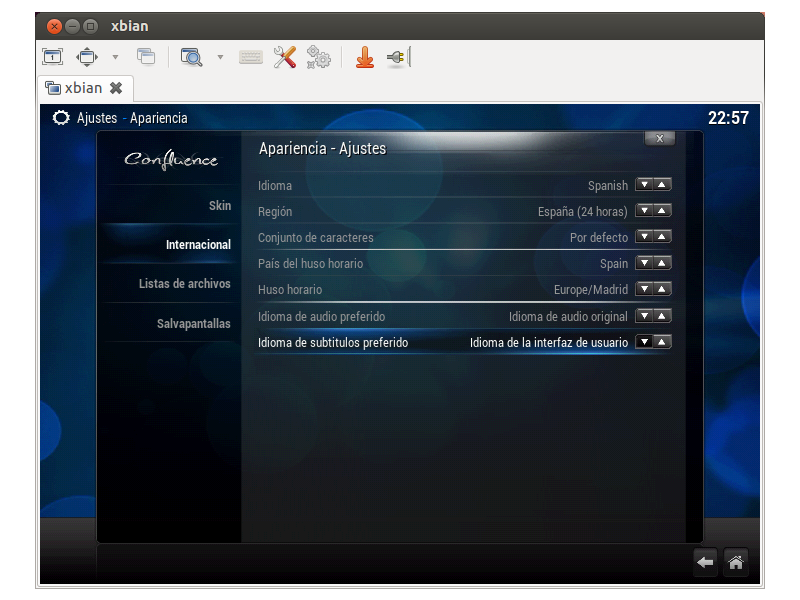 xbian
xbian
Ajustes - Apariencia
22:57
Confluence
Apariencia - Ajustes
X
Skin
Internacional
Listas de archivos
Salvapantallas
Idioma Spanish
Región España (24 horas)
Conjunto de caracteres Por defecto
País del huso horario Spain
Huso horario Europe/Madrid
Idioma de audio preferido Idioma de audio original
Idioma de subtitulos preferido Idioma de la interfaz de usuario